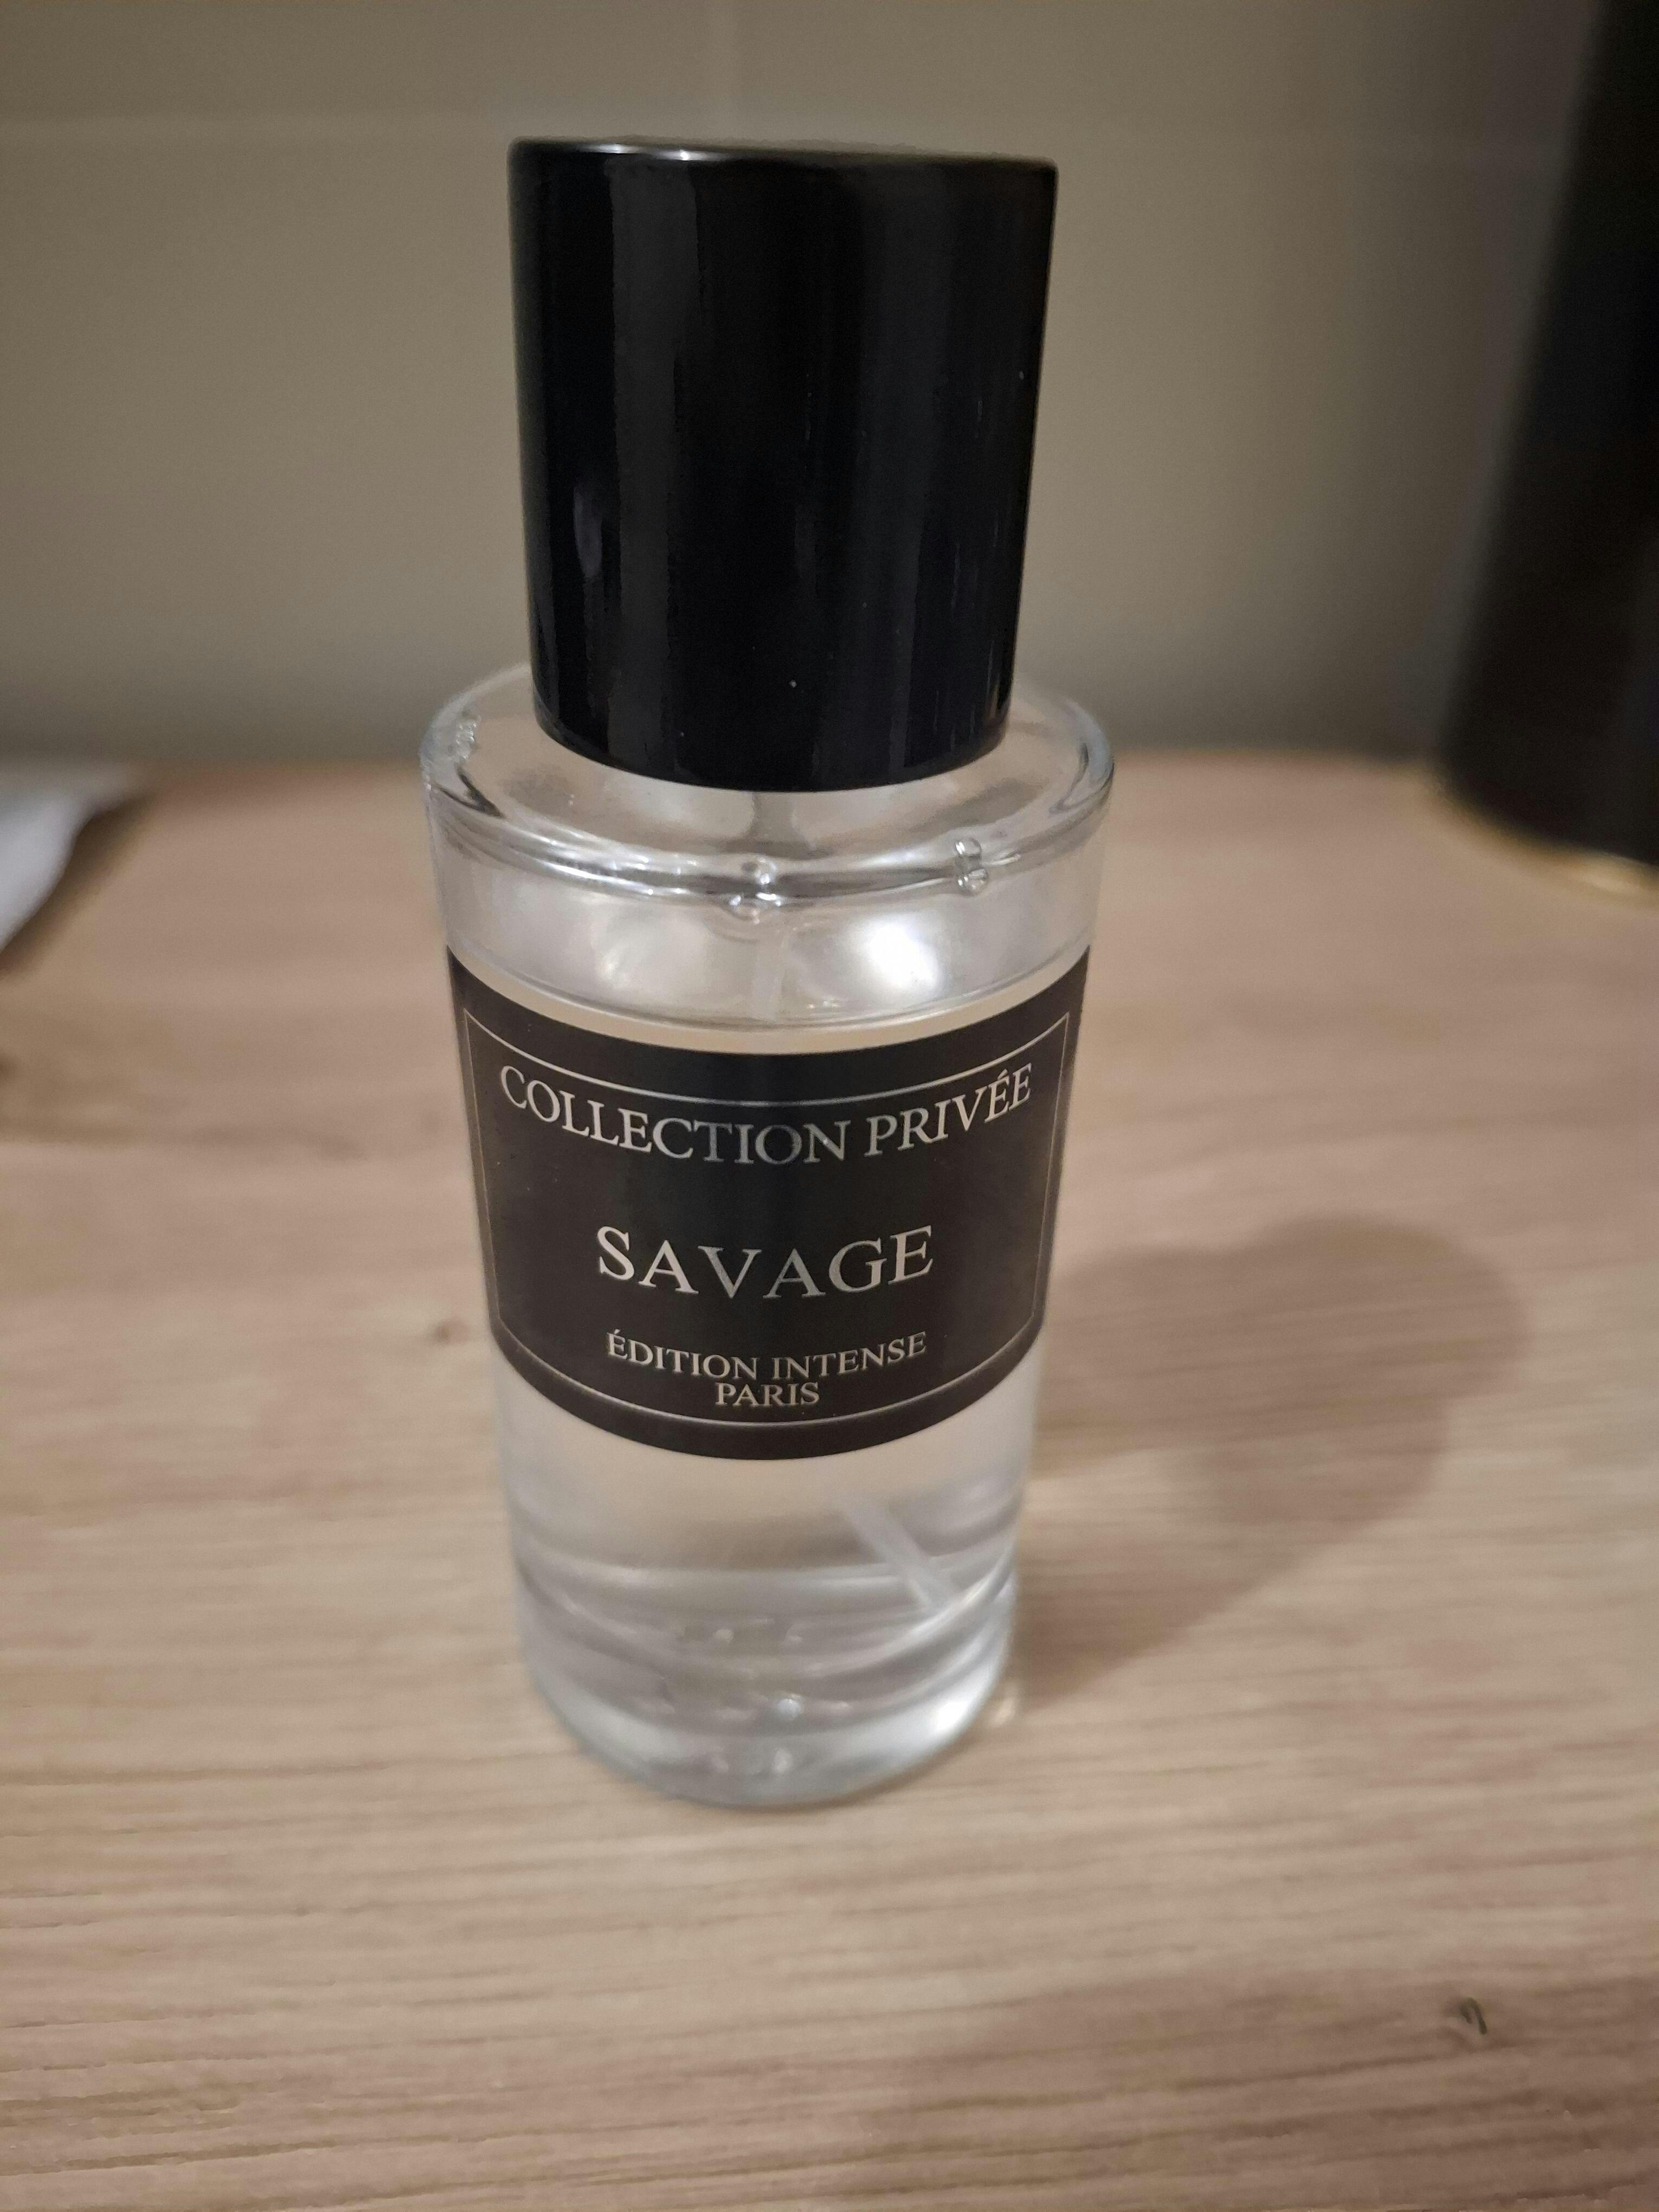 COLLECTION PRIVÉE
SAVAGE
ÉDITION INTENSE
PARIS